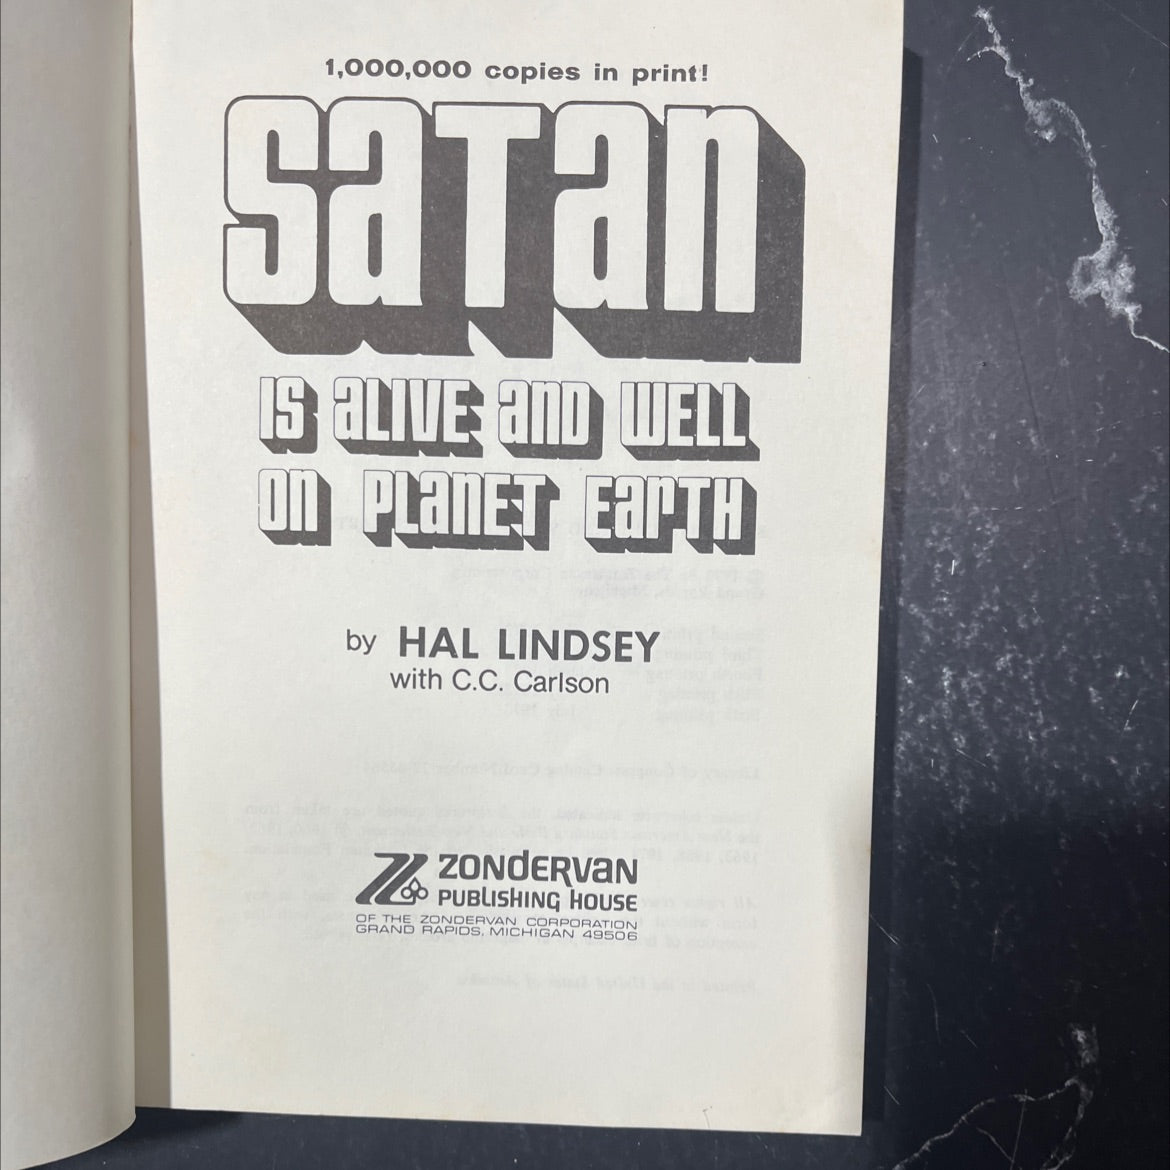 1,000,000 copies in print!
SaTan
IS aLIVE and WELL
On PLanET EarTH
by HAL LINDSEY
with C.C. Carlson
ZOnDERVan
PUBLISHING HOUSE
OF THE ZONDERVAN CORPORATION
GRAND RAPIDS, MICHIGAN 49506